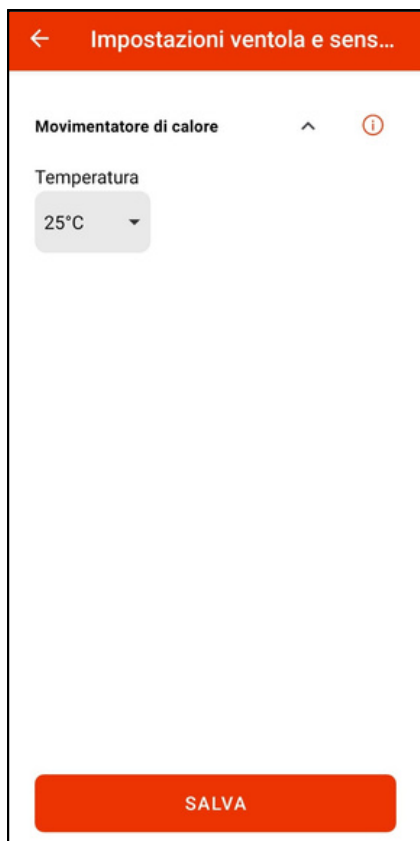 Impostazioni ventola e sens...
Movimentatore di calore
Temperatura
25°C
SALVA